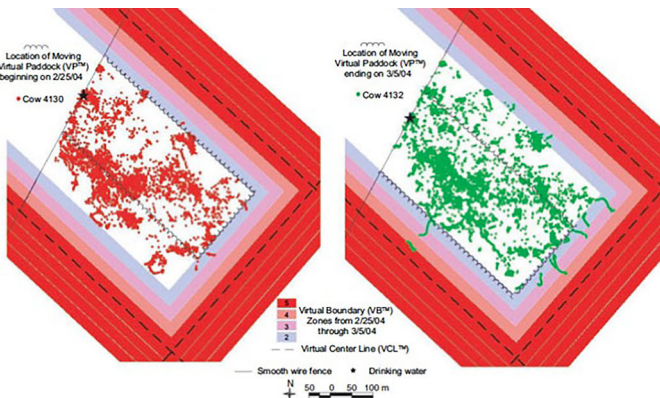 Location of Moving
Virtual Paddock (VP™)
beginning on 2/25/04
Cow 4130
Location of Moving
Virtual Paddock (VP™)
ending on 3/5/04
Cow 4132
5
4
3
2
Virtual Boundary (VB™)
Zones from 2/25/04
through 3/5/04
Virtual Center Line (VCL™)
Smooth wire fence
Drinking water
N
50 0 50 100 m